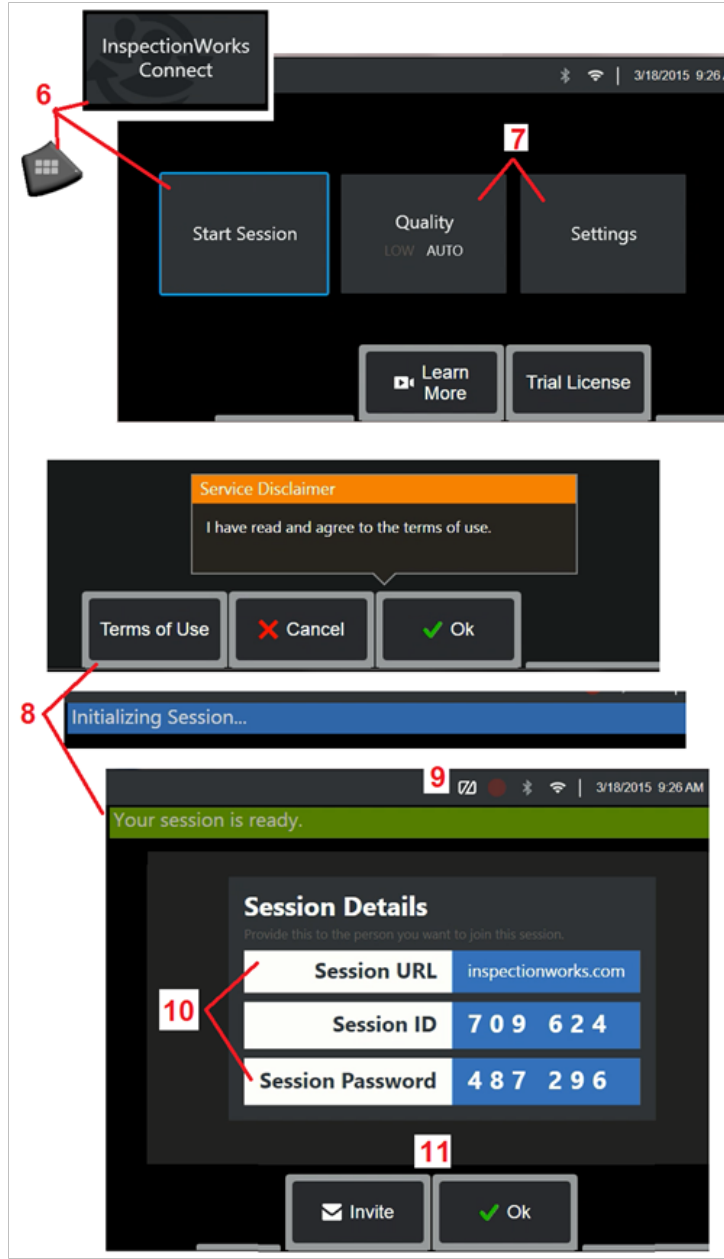 InspectionWorks
Connect
6
3/18/2015 9:26
7
Start Session
Quality
LOW AUTO
Settings
Learn
More
Trial License
Service Disclaimer
I have read and agree to the terms of use.
Terms of Use
Cancel
Ok
8
Initializing Session...
9
3/18/2015 9:26 AM
Your session is ready.
Session Details
Provide this to the person you want to join this session.
Session URL inspectionworks.com
10
Session ID 709 624
Session Password 487 296
11
Invite
Ok